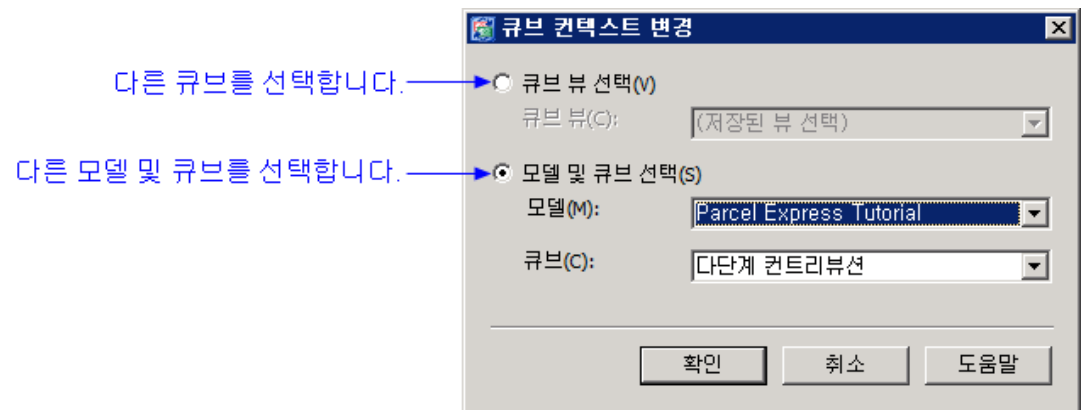 큐브 컨텍스트 변경
다른 큐브를 선택합니다.
큐브 뷰 선택(V)
큐브 뷰(C):
(저장된 뷰 선택)
다른 모델 및 큐브를 선택합니다.
모델 및 큐브 선택(S)
모델(M):
Parcel Express Tutorial
큐브(C):
다단계 컨트리뷰션
확인
취소
도움말